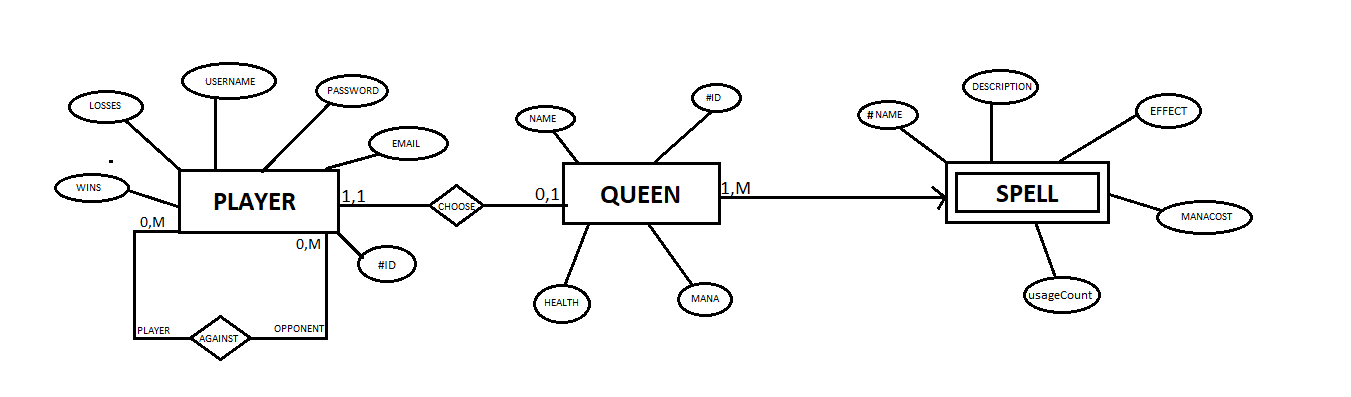 DESCRIPTION
USERNAME
PASSWORD
#ID
LOSSES
NAME
# NAME
EFFECT
EMAIL
WINS
PLAYER
1,1
CHOOSE
0,1
QUEEN
1,M
SPELL
MANACOST
0,M
0,M
#ID
HEALTH
MANA
usageCount
PLAYER
AGAINST
OPPONENT